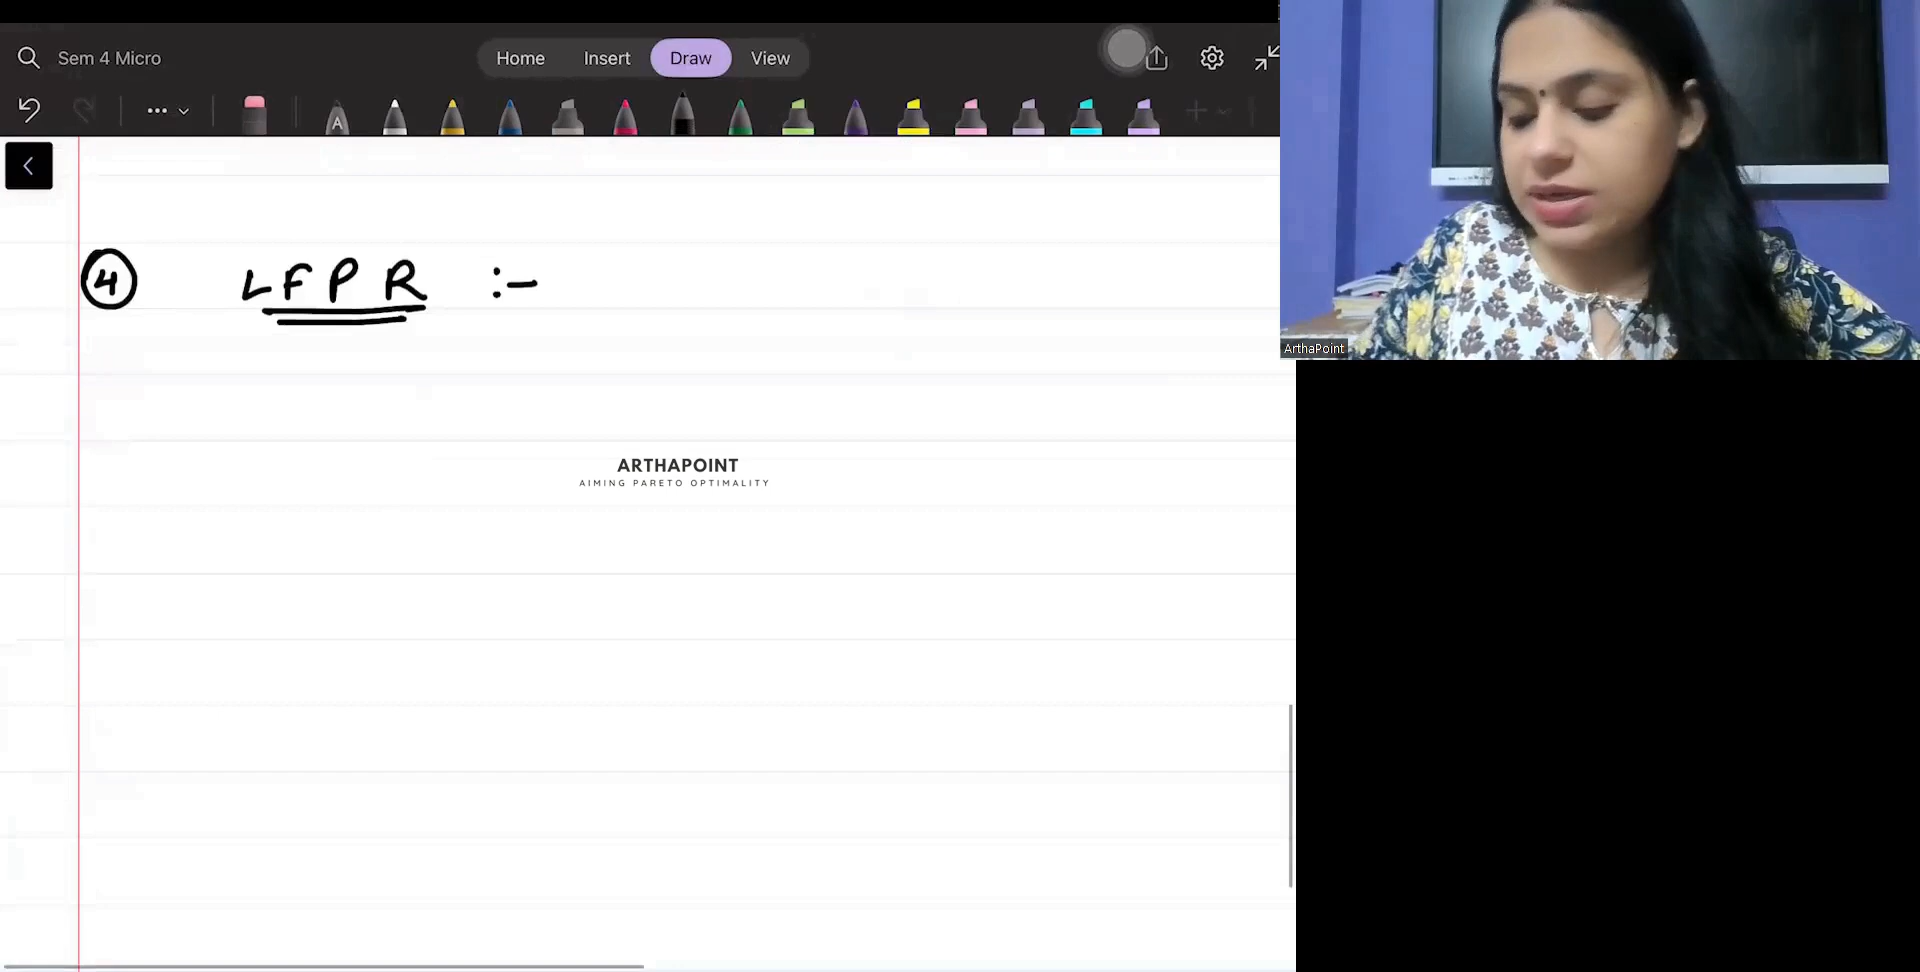 Sem 4 Micro
Home Insert Draw View
A
ArthaPoint
4 LFPR :-
ARTHAPOINT
AIMING PARETO OPTIMALITY